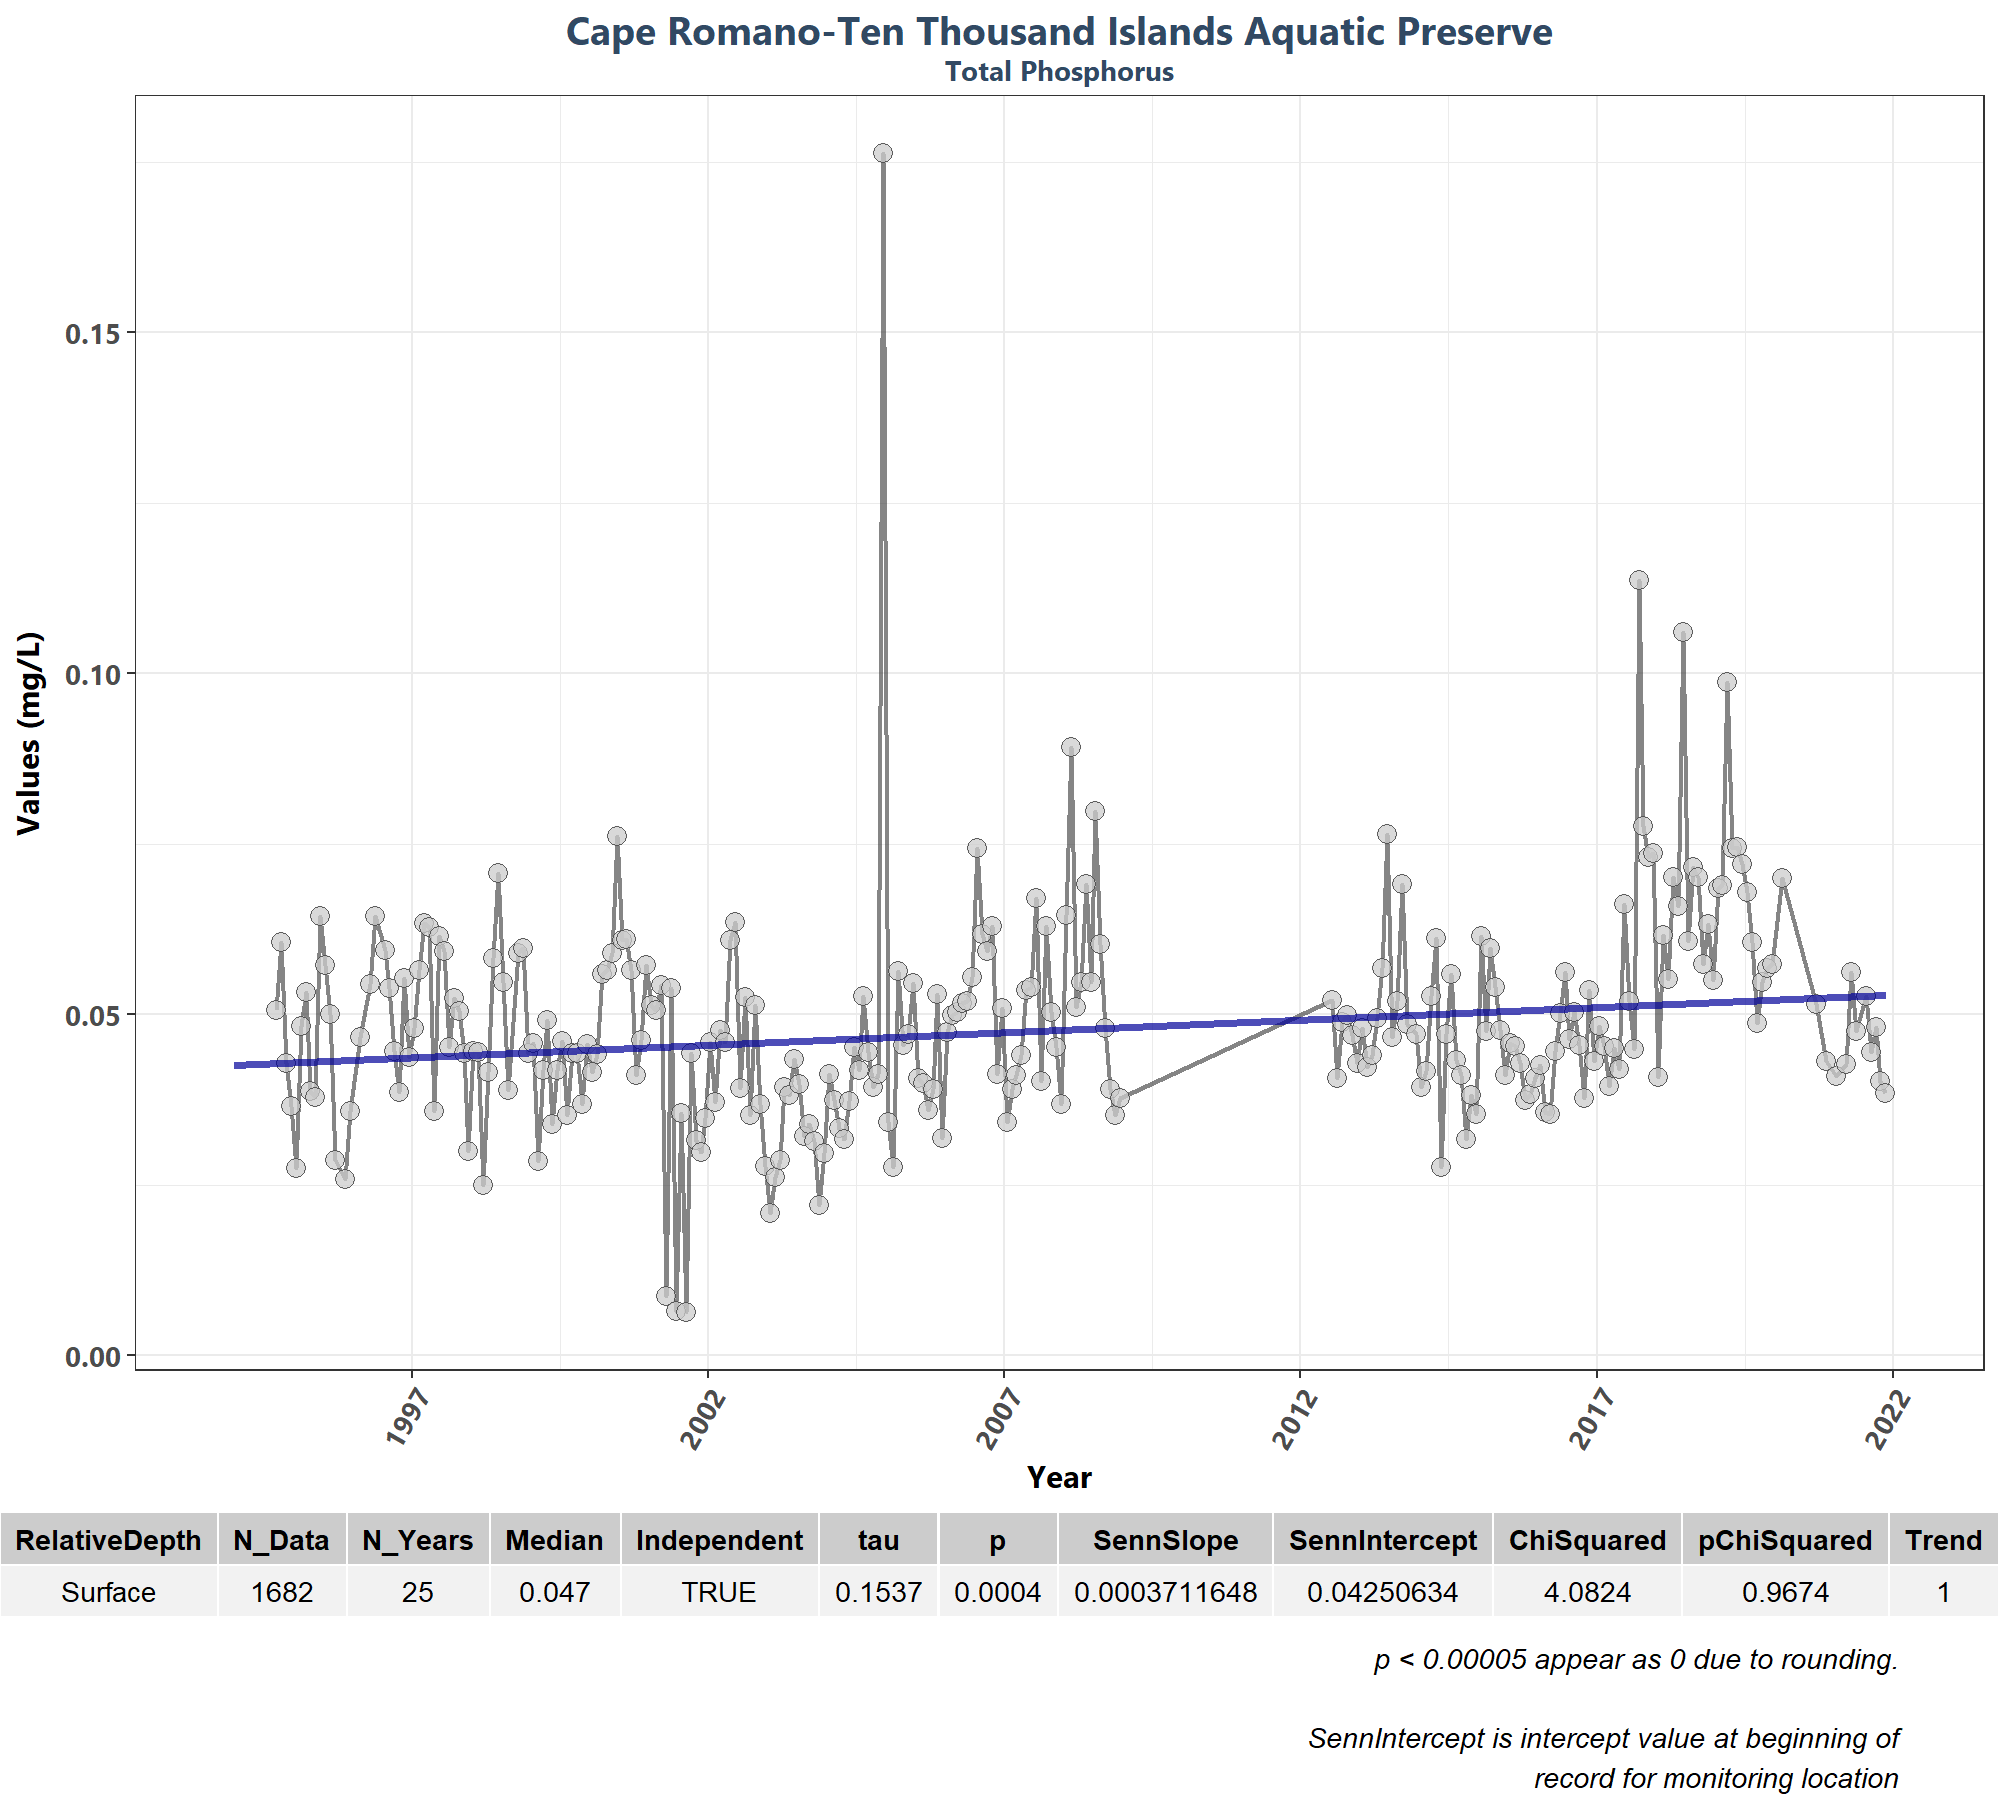 Cape Romano-Ten Thousand Islands Aquatic Preserve
Total Phosphorus
Values (mg/L)
0.15
0.10
0.05
0.00
1997 2002 2007 2012 2017 2022
Year
RelativeDepth N_Data N_Years Median Independent tau p SennSlope SennIntercept ChiSquared pChiSquared Trend
Surface 1682 25 0.047 TRUE 0.1537 0.0004 0.0003711648 0.04250634 4.0824 0.9674 1
p < 0.00005 appear as 0 due to rounding.
SennIntercept is intercept value at beginning of
record for monitoring location